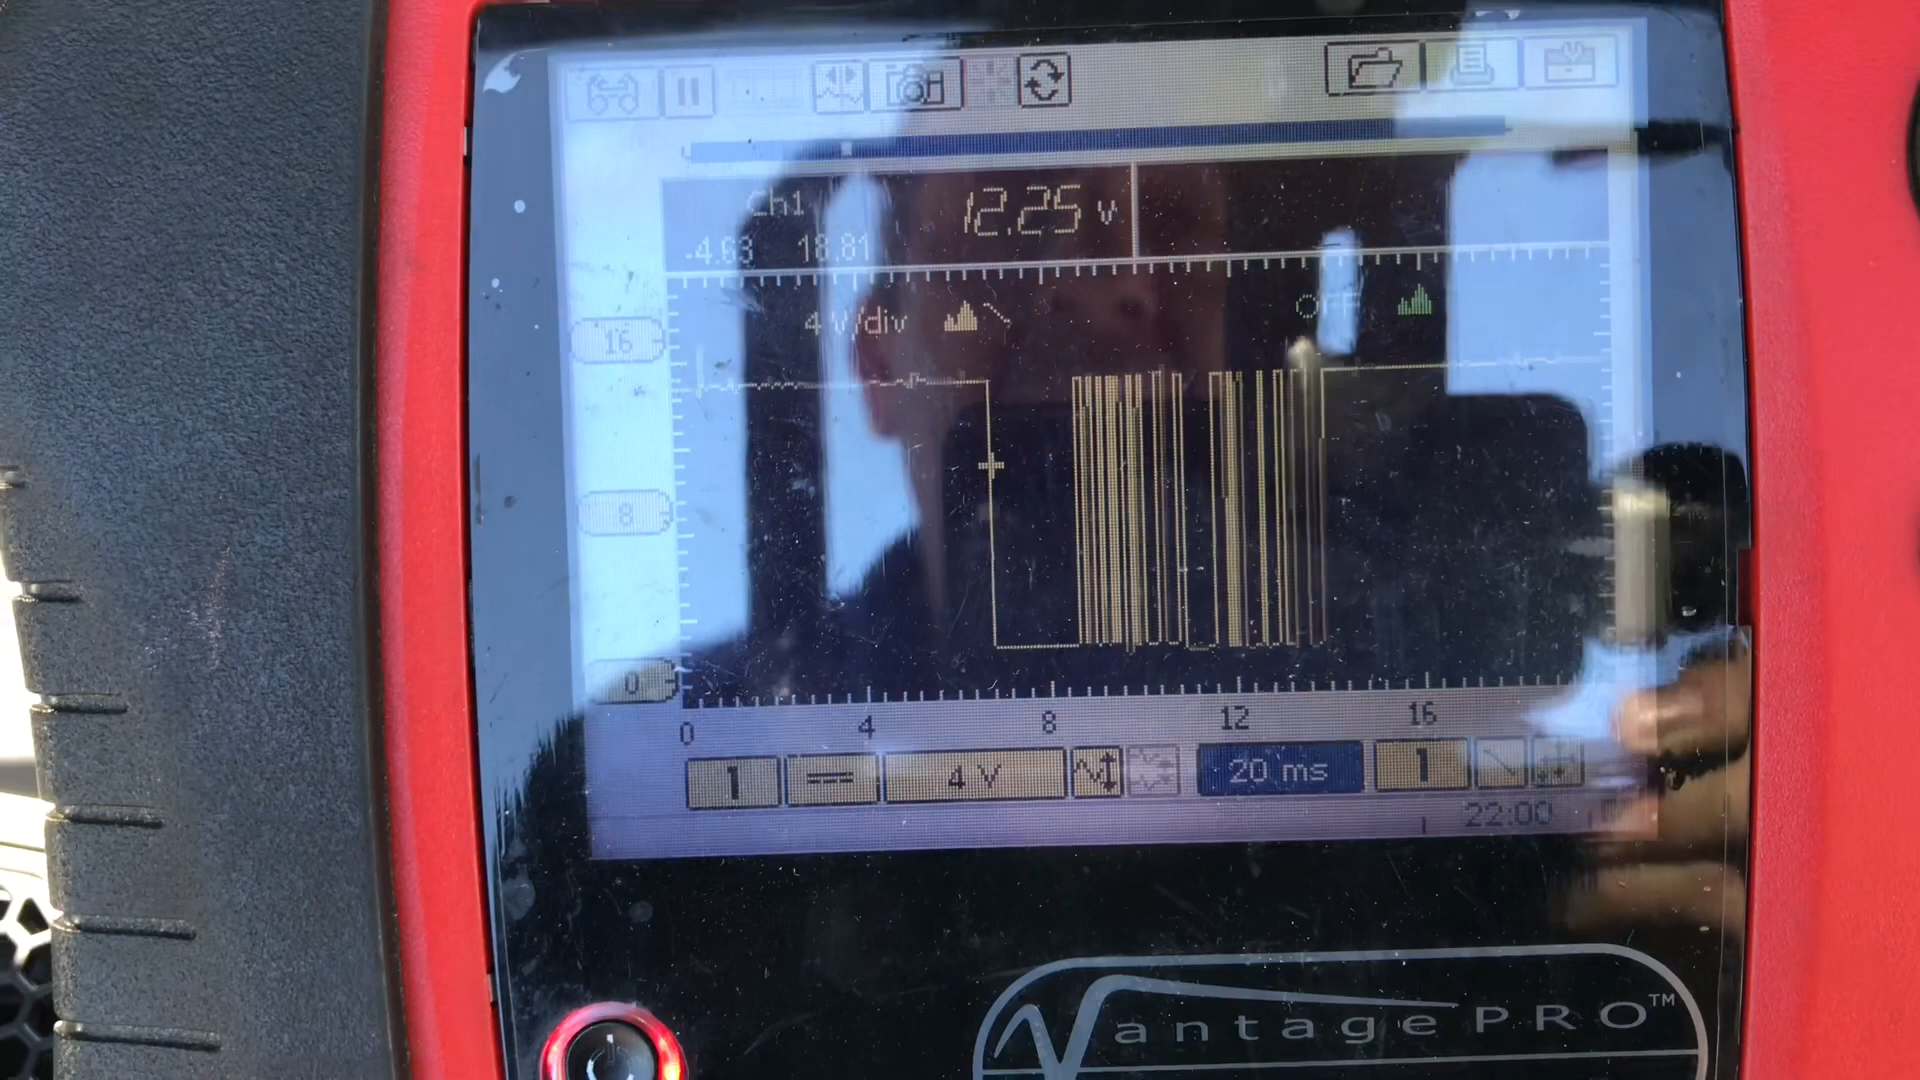 Ch1 12.25 V
-4.63 18.81
4 V/div OFF
16
8
0
0 4 8 12 16
1 4 V 20 ms 1
22:00
VantagePRO™